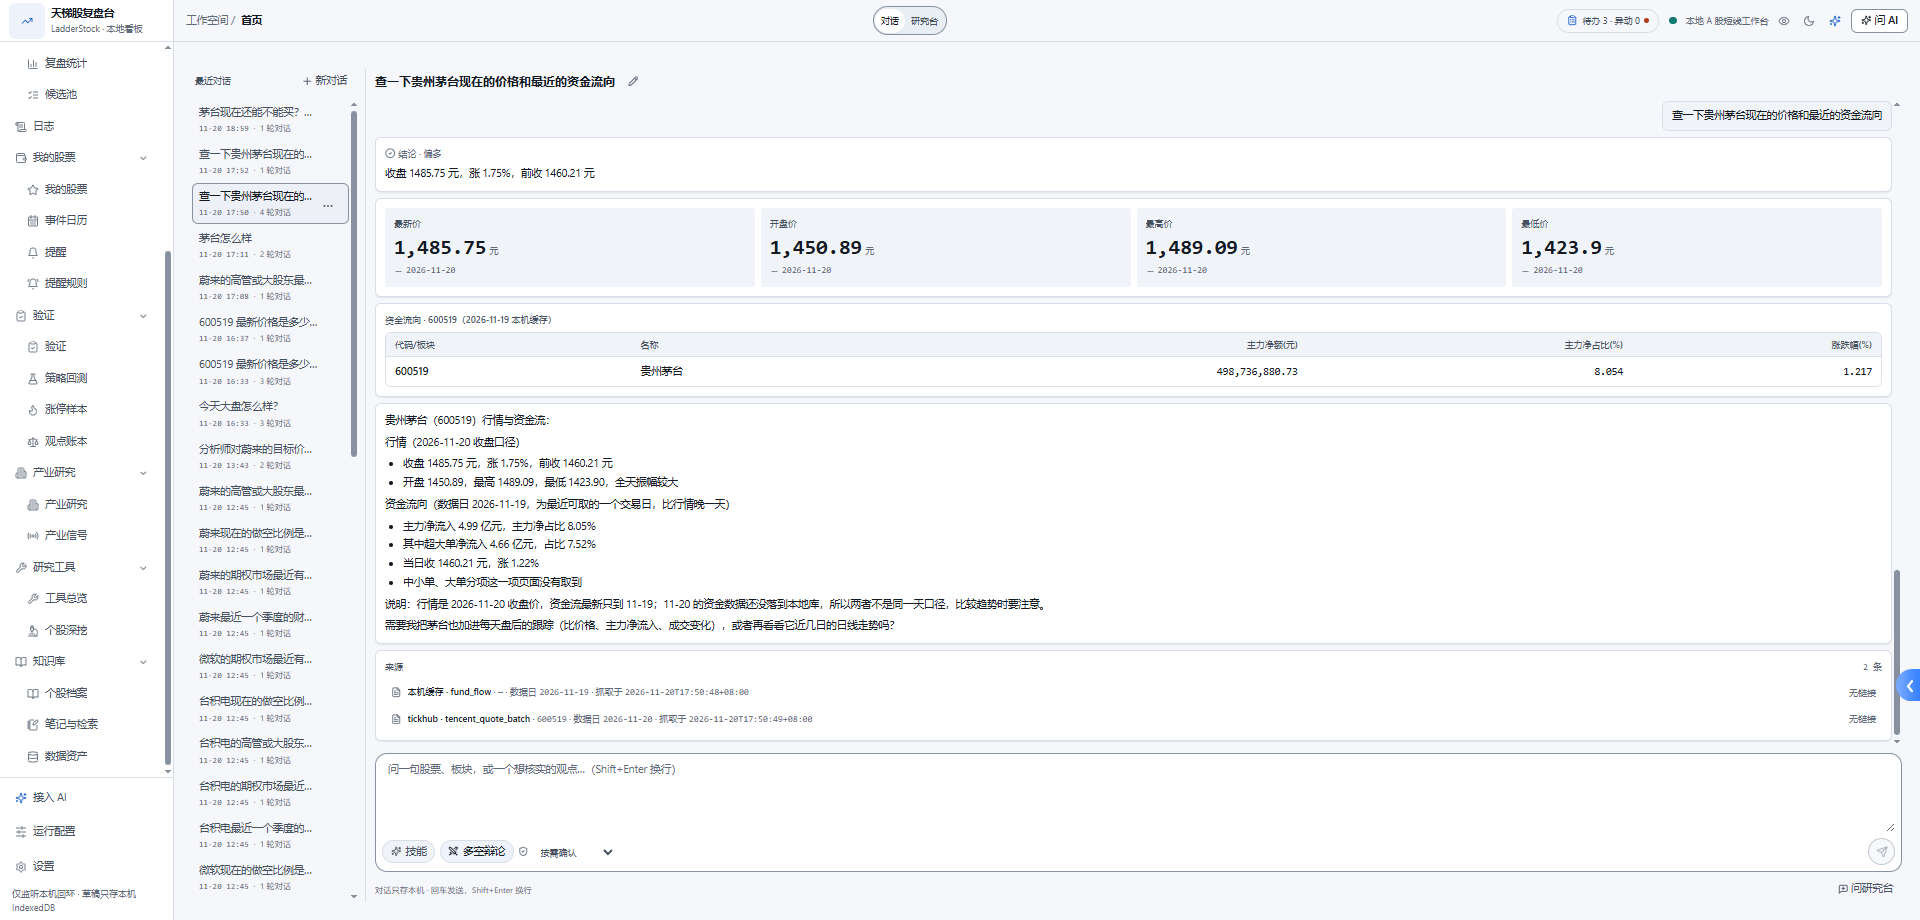 天梯股复盘台
LadderStock · 本地看板
工作空间 / 首页
对话 研究台
待办 3 · 异动 0
本地 A 股短线工作台
问 AI
复盘统计
候选池
日志
我的股票
我的股票
事件日历
提醒
提醒规则
验证
验证
策略回测
涨停样本
观点账本
产业研究
产业研究
产业信号
研究工具
工具总览
个股深挖
知识库
个股档案
笔记与检索
数据资产
接入 AI
运行配置
设置
仅监听本机回环 · 草稿只存本机
IndexedDB
最近对话
新对话
茅台现在还能不能买？...
11-20 18:59 · 1 轮对话
查一下贵州茅台现在的...
11-20 17:52 · 1 轮对话
查一下贵州茅台现在的...
11-20 17:50 · 4 轮对话
...
茅台怎么样
11-20 17:11 · 2 轮对话
蔚来的高管或大股东最...
11-20 17:08 · 1 轮对话
600519 最新价格是多少...
11-20 16:37 · 1 轮对话
600519 最新价格是多少...
11-20 16:33 · 3 轮对话
今天大盘怎么样？
11-20 16:33 · 3 轮对话
分析师对蔚来的目标价...
11-20 13:43 · 2 轮对话
蔚来的高管或大股东最...
11-20 12:45 · 1 轮对话
蔚来现在的做空比例是...
11-20 12:45 · 1 轮对话
蔚来的期权市场最近有...
11-20 12:45 · 1 轮对话
蔚来最近一个季度的财...
11-20 12:45 · 1 轮对话
微软的期权市场最近有...
11-20 12:45 · 1 轮对话
台积电现在的做空比例...
11-20 12:45 · 1 轮对话
台积电的高管或大股东...
11-20 12:45 · 1 轮对话
台积电的期权市场最近...
11-20 12:45 · 1 轮对话
台积电最近一个季度的...
11-20 12:45 · 1 轮对话
微软现在的做空比例是...
11-20 12:45 · 1 轮对话
查一下贵州茅台现在的价格和最近的资金流向
查一下贵州茅台现在的价格和最近的资金流向
结论 · 偏多
收盘 1485.75 元，涨 1.75%，前收 1460.21 元
最新价
1,485.75 元
— 2026-11-20
开盘价
1,450.89 元
— 2026-11-20
最高价
1,489.09 元
— 2026-11-20
最低价
1,423.9 元
— 2026-11-20
资金流向 · 600519（2026-11-19 本机缓存）
代码/板块 名称 主力净额(元) 主力净占比(%) 涨跌幅(%)
600519 贵州茅台 498,736,880.73 8.054 1.217
贵州茅台（600519）行情与资金流：
行情（2026-11-20 收盘口径）
• 收盘 1485.75 元，涨 1.75%，前收 1460.21 元
• 开盘 1450.89，最高 1489.09，最低 1423.90，全天振幅较大
资金流向（数据日 2026-11-19，为最近可取的一个交易日，比行情晚一天）
• 主力净流入 4.99 亿元，主力净占比 8.05%
• 其中超大单净流入 4.66 亿元，占比 7.52%
• 当日收 1460.21 元，涨 1.22%
• 中小单、大单分项这一项页面没有取到
说明：行情是 2026-11-20 收盘价，资金流最新只到 11-19；11-20 的资金数据还没落到本地库，所以两者不是同一天口径，比较趋势时要注意。
需要我把茅台也加进每天盘后的跟踪（比价格、主力净流入、成交变化），或者再看看它近几日的日线走势吗？
来源
2 条
本机缓存 · fund_flow · — · 数据日 2026-11-19 · 抓取于 2026-11-20T17:50:48+08:00
无链接
tickhub · tencent_quote_batch · 600519 · 数据日 2026-11-20 · 抓取于 2026-11-20T17:50:49+08:00
无链接
问一句股票、板块，或一个想核实的观点...（Shift+Enter 换行）
技能
多空辩论
按需确认
对话只存本机 · 回车发送，Shift+Enter 换行
问研究台